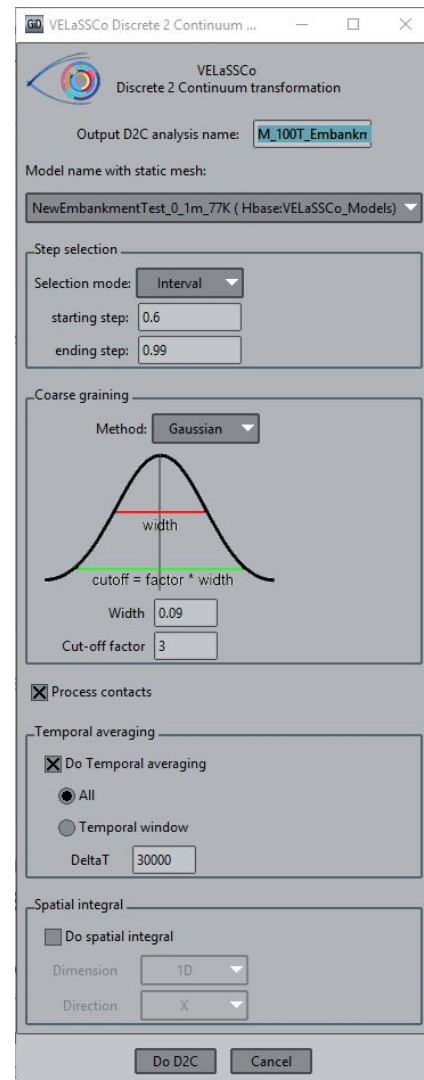 GiD VELaSSCo Discrete 2 Continuum ...
VELaSSCo
Discrete 2 Continuum transformation
Output D2C analysis name: M_100T_Embankr
Model name with static mesh:
NewEmbankmentTest_0_1m_77K ( Hbase:VELaSSCo_Models)
Step selection
Selection mode: Interval
starting step: 0.6
ending step: 0.99
Coarse graining
Method: Gaussian
width
cutoff = factor * width
Width 0.09
Cut-off factor 3
Process contacts
Temporal averaging
Do Temporal averaging
All
Temporal window
DeltaT 30000
Spatial integral
Do spatial integral
Dimension 1D
Direction X
Do D2C Cancel